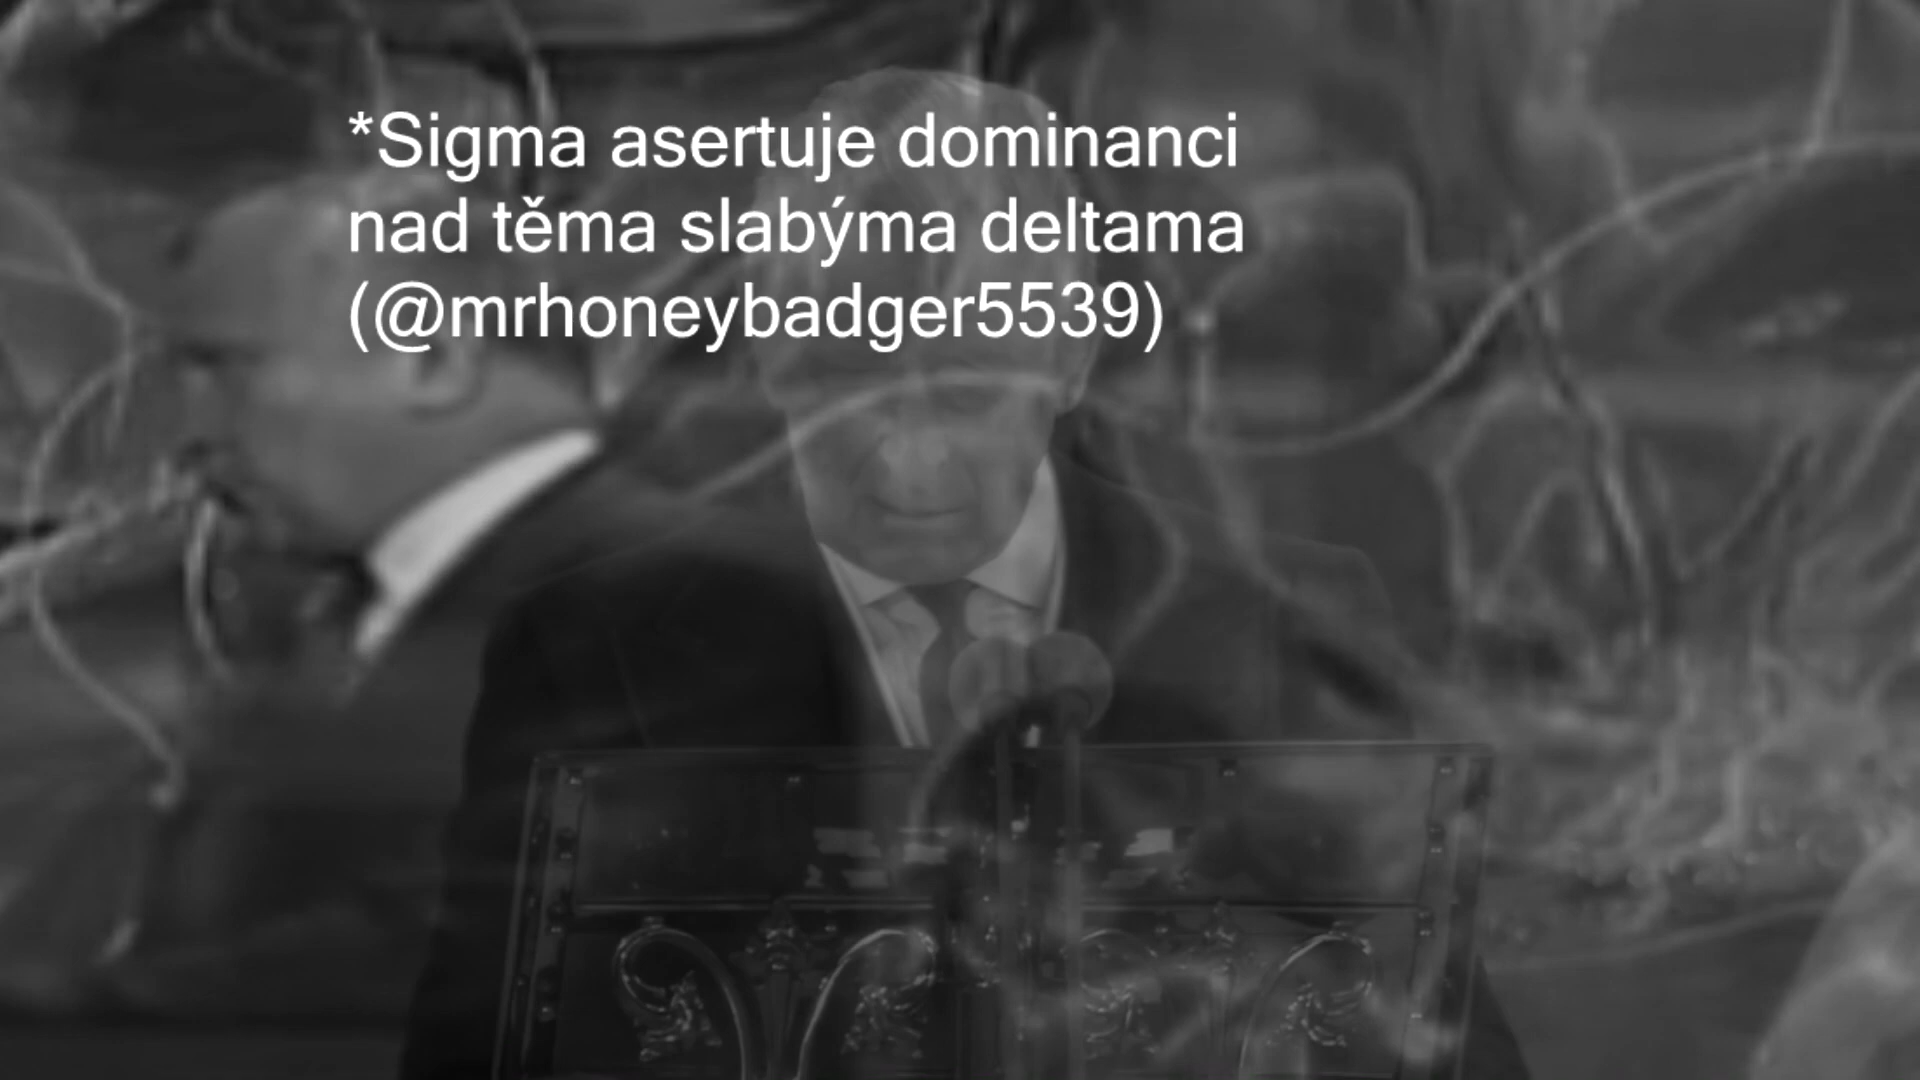 *Sigma asertuje dominanci
nad těma slabýma deltama
(@mrhoneybadger5539)